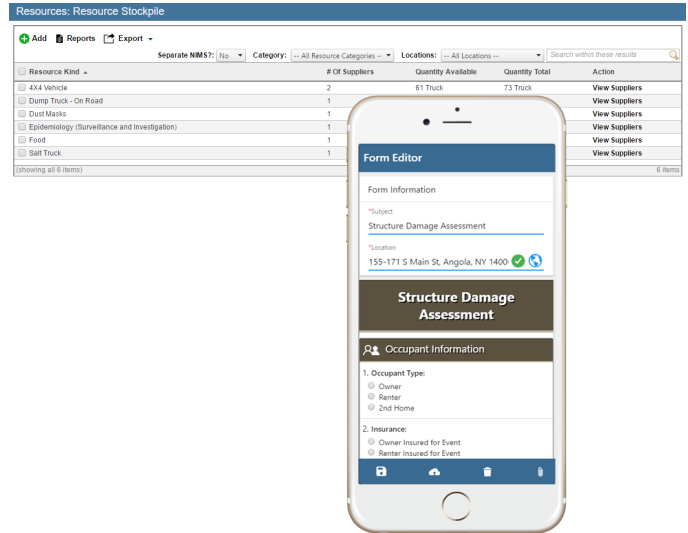 Resources: Resource Stockpile
Add Reports Export
Separate NIMS?: No Category: -- All Resource Categories -- Locations: -- All Locations -- Search within these results
Resource Kind # Of Suppliers Quantity Available Quantity Total Action
4X4 Vehicle 2 61 Truck 73 Truck View Suppliers
Dump Truck - On Road 1 View Suppliers
Dust Masks 1 View Suppliers
Epidemiology (Surveillance and Investigation) 1 View Suppliers
Food 1 View Suppliers
Salt Truck 1 View Suppliers
(showing all 6 items) 6 items
Form Editor
Form Information
*Subject
Structure Damage Assessment
*Location
155-171 S Main St, Angola, NY 1400
Structure Damage
Assessment
Occupant Information
1. Occupant Type:
Owner
Renter
2nd Home
2. Insurance:
Owner Insured for Event
Renter Insured for Event